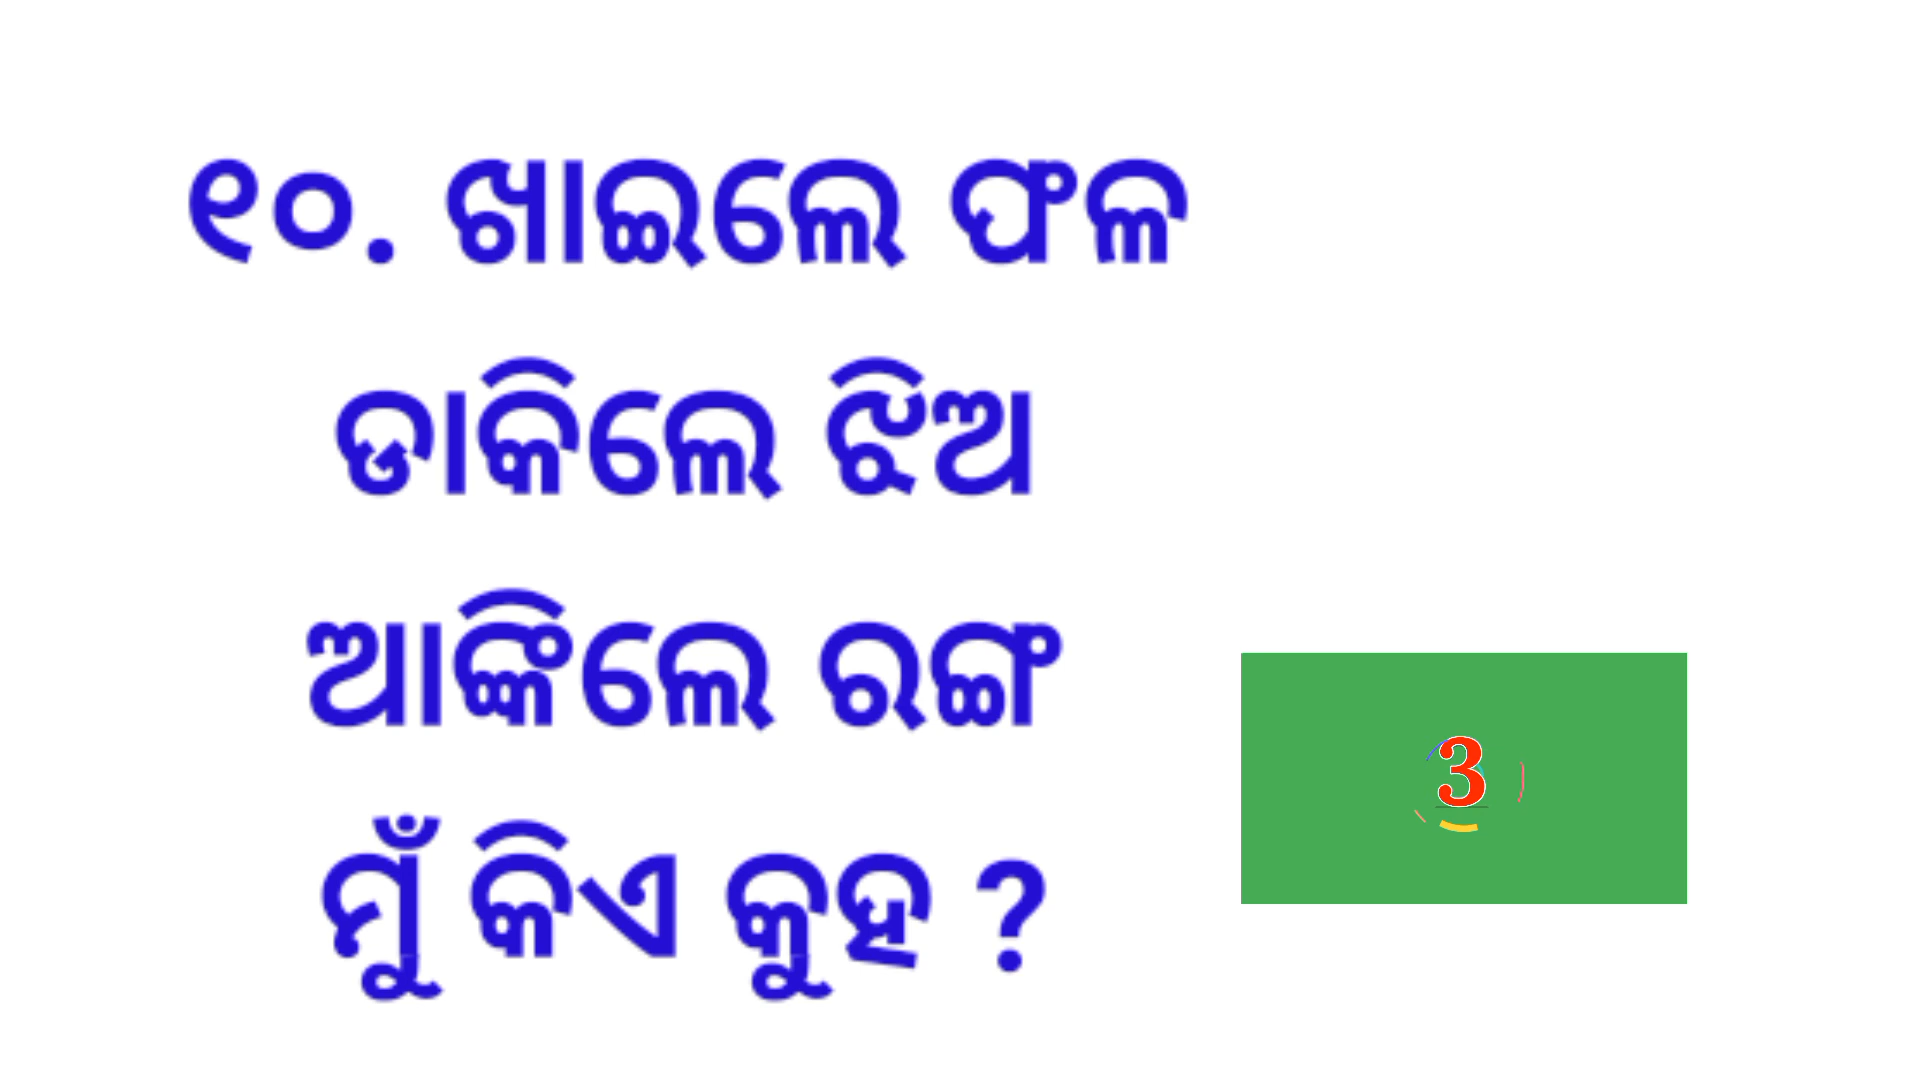 ୧୦. ଖାଇଲେ ଫଳ
ଡାକିଲେ ଝିଅ
ଆଙ୍କିଲେ ରଙ୍ଗ
ମୁଁ କିଏ କୁହ ?
3